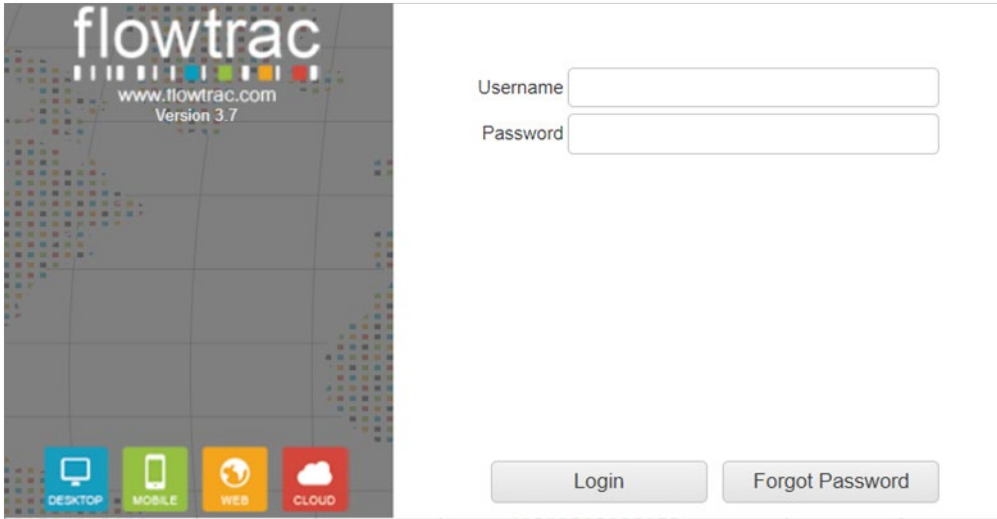 flowtrac
www.flowtrac.com
Version 3.7
DESKTOP
MOBILE
WEB
CLOUD
Username
Password
Login
Forgot Password